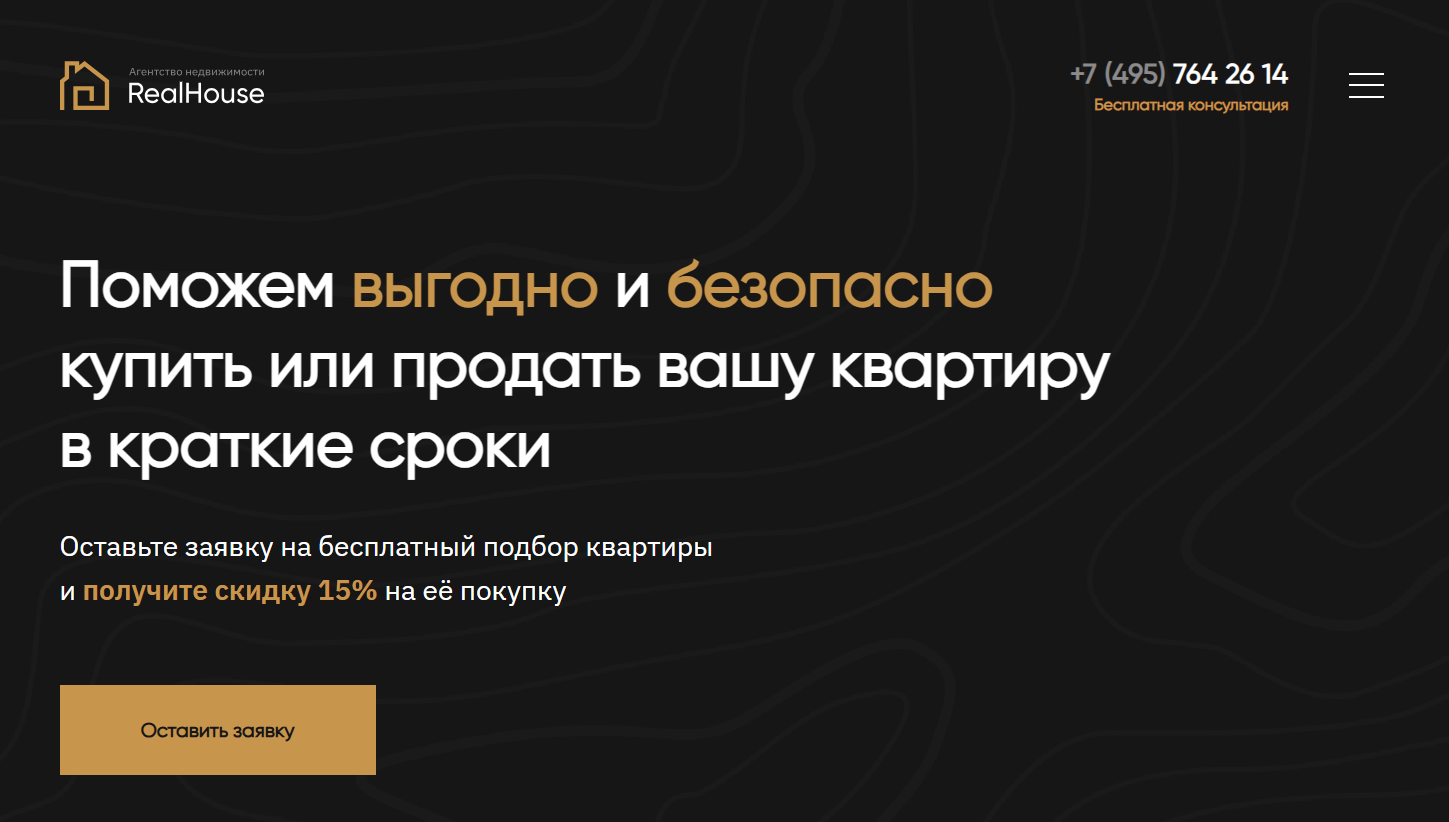 Агентство недвижимости
RealHouse
+7 (495) 764 26 14
Бесплатная консультация
Поможем выгодно и безопасно
купить или продать вашу квартиру
в краткие сроки
Оставьте заявку на бесплатный подбор квартиры
и получите скидку 15% на её покупку
Оставить заявку